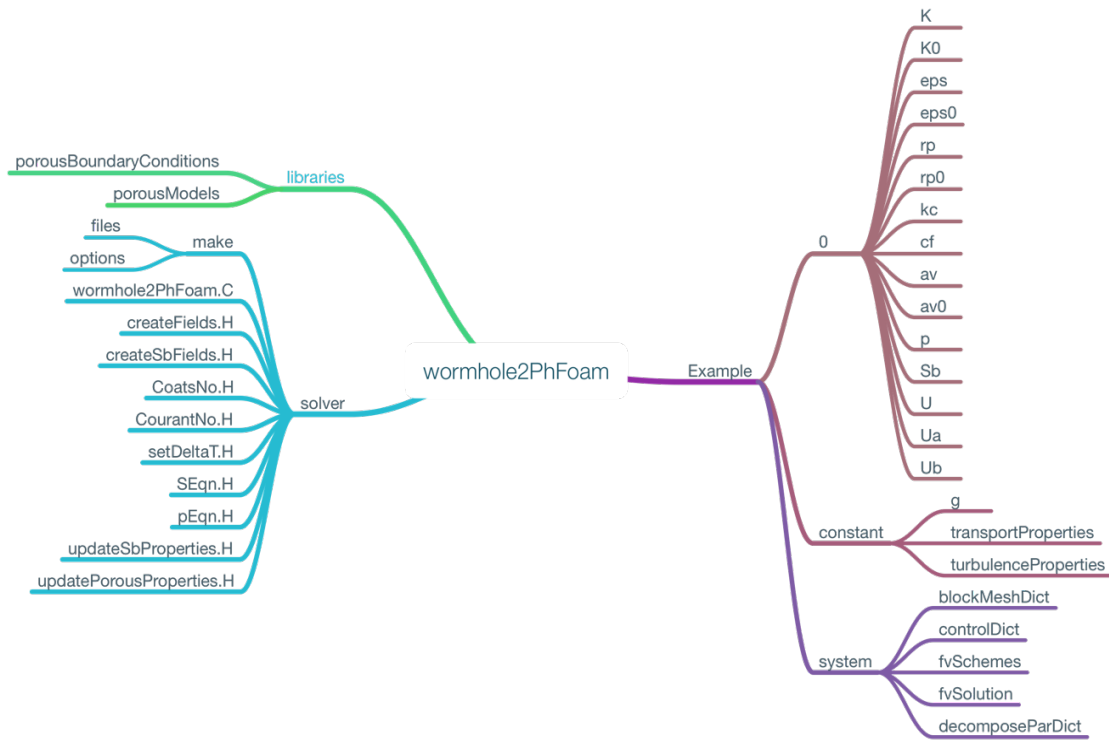 wormhole2PhFoam
libraries
porousBoundaryConditions
porousModels
solver
make
files
options
wormhole2PhFoam.C
createFields.H
createSbFields.H
CoatsNo.H
CourantNo.H
setDeltaT.H
SEqn.H
pEqn.H
updateSbProperties.H
updatePorousProperties.H
Example
0
K
K0
eps
eps0
rp
rp0
kc
cf
av
av0
p
Sb
U
Ua
Ub
constant
g
transportProperties
turbulenceProperties
system
blockMeshDict
controlDict
fvSchemes
fvSolution
decomposeParDict